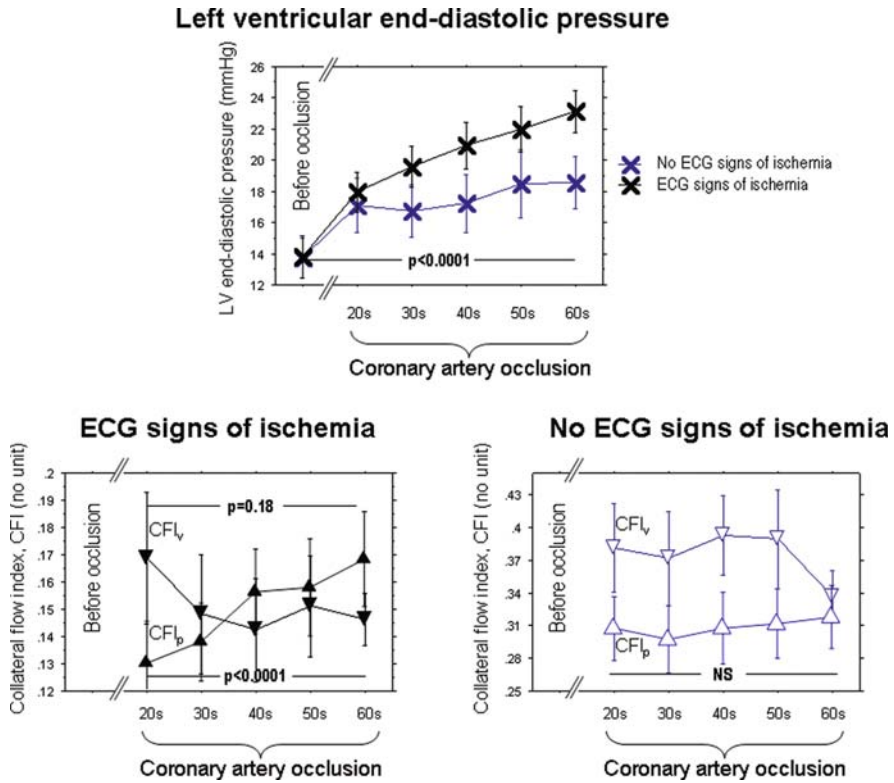 Left ventricular end-diastolic pressure
LV end-diastolic pressure (mmHg)
26
24
22
20
18
16
14
12
Before occlusion
p<0.0001
20s 30s 40s 50s 60s
Coronary artery occlusion
No ECG signs of ischemia
ECG signs of ischemia
ECG signs of ischemia
Collateral flow index, CFI (no unit)
.2
.19
.18
.17
.16
.15
.14
.13
.12
Before occlusion
p=0.18
CFIv
CFIp
p<0.0001
20s 30s 40s 50s 60s
Coronary artery occlusion
No ECG signs of ischemia
Collateral flow index, CFI (no unit)
.43
.4
.37
.34
.31
.28
.25
Before occlusion
CFIv
CFIp
NS
20s 30s 40s 50s 60s
Coronary artery occlusion